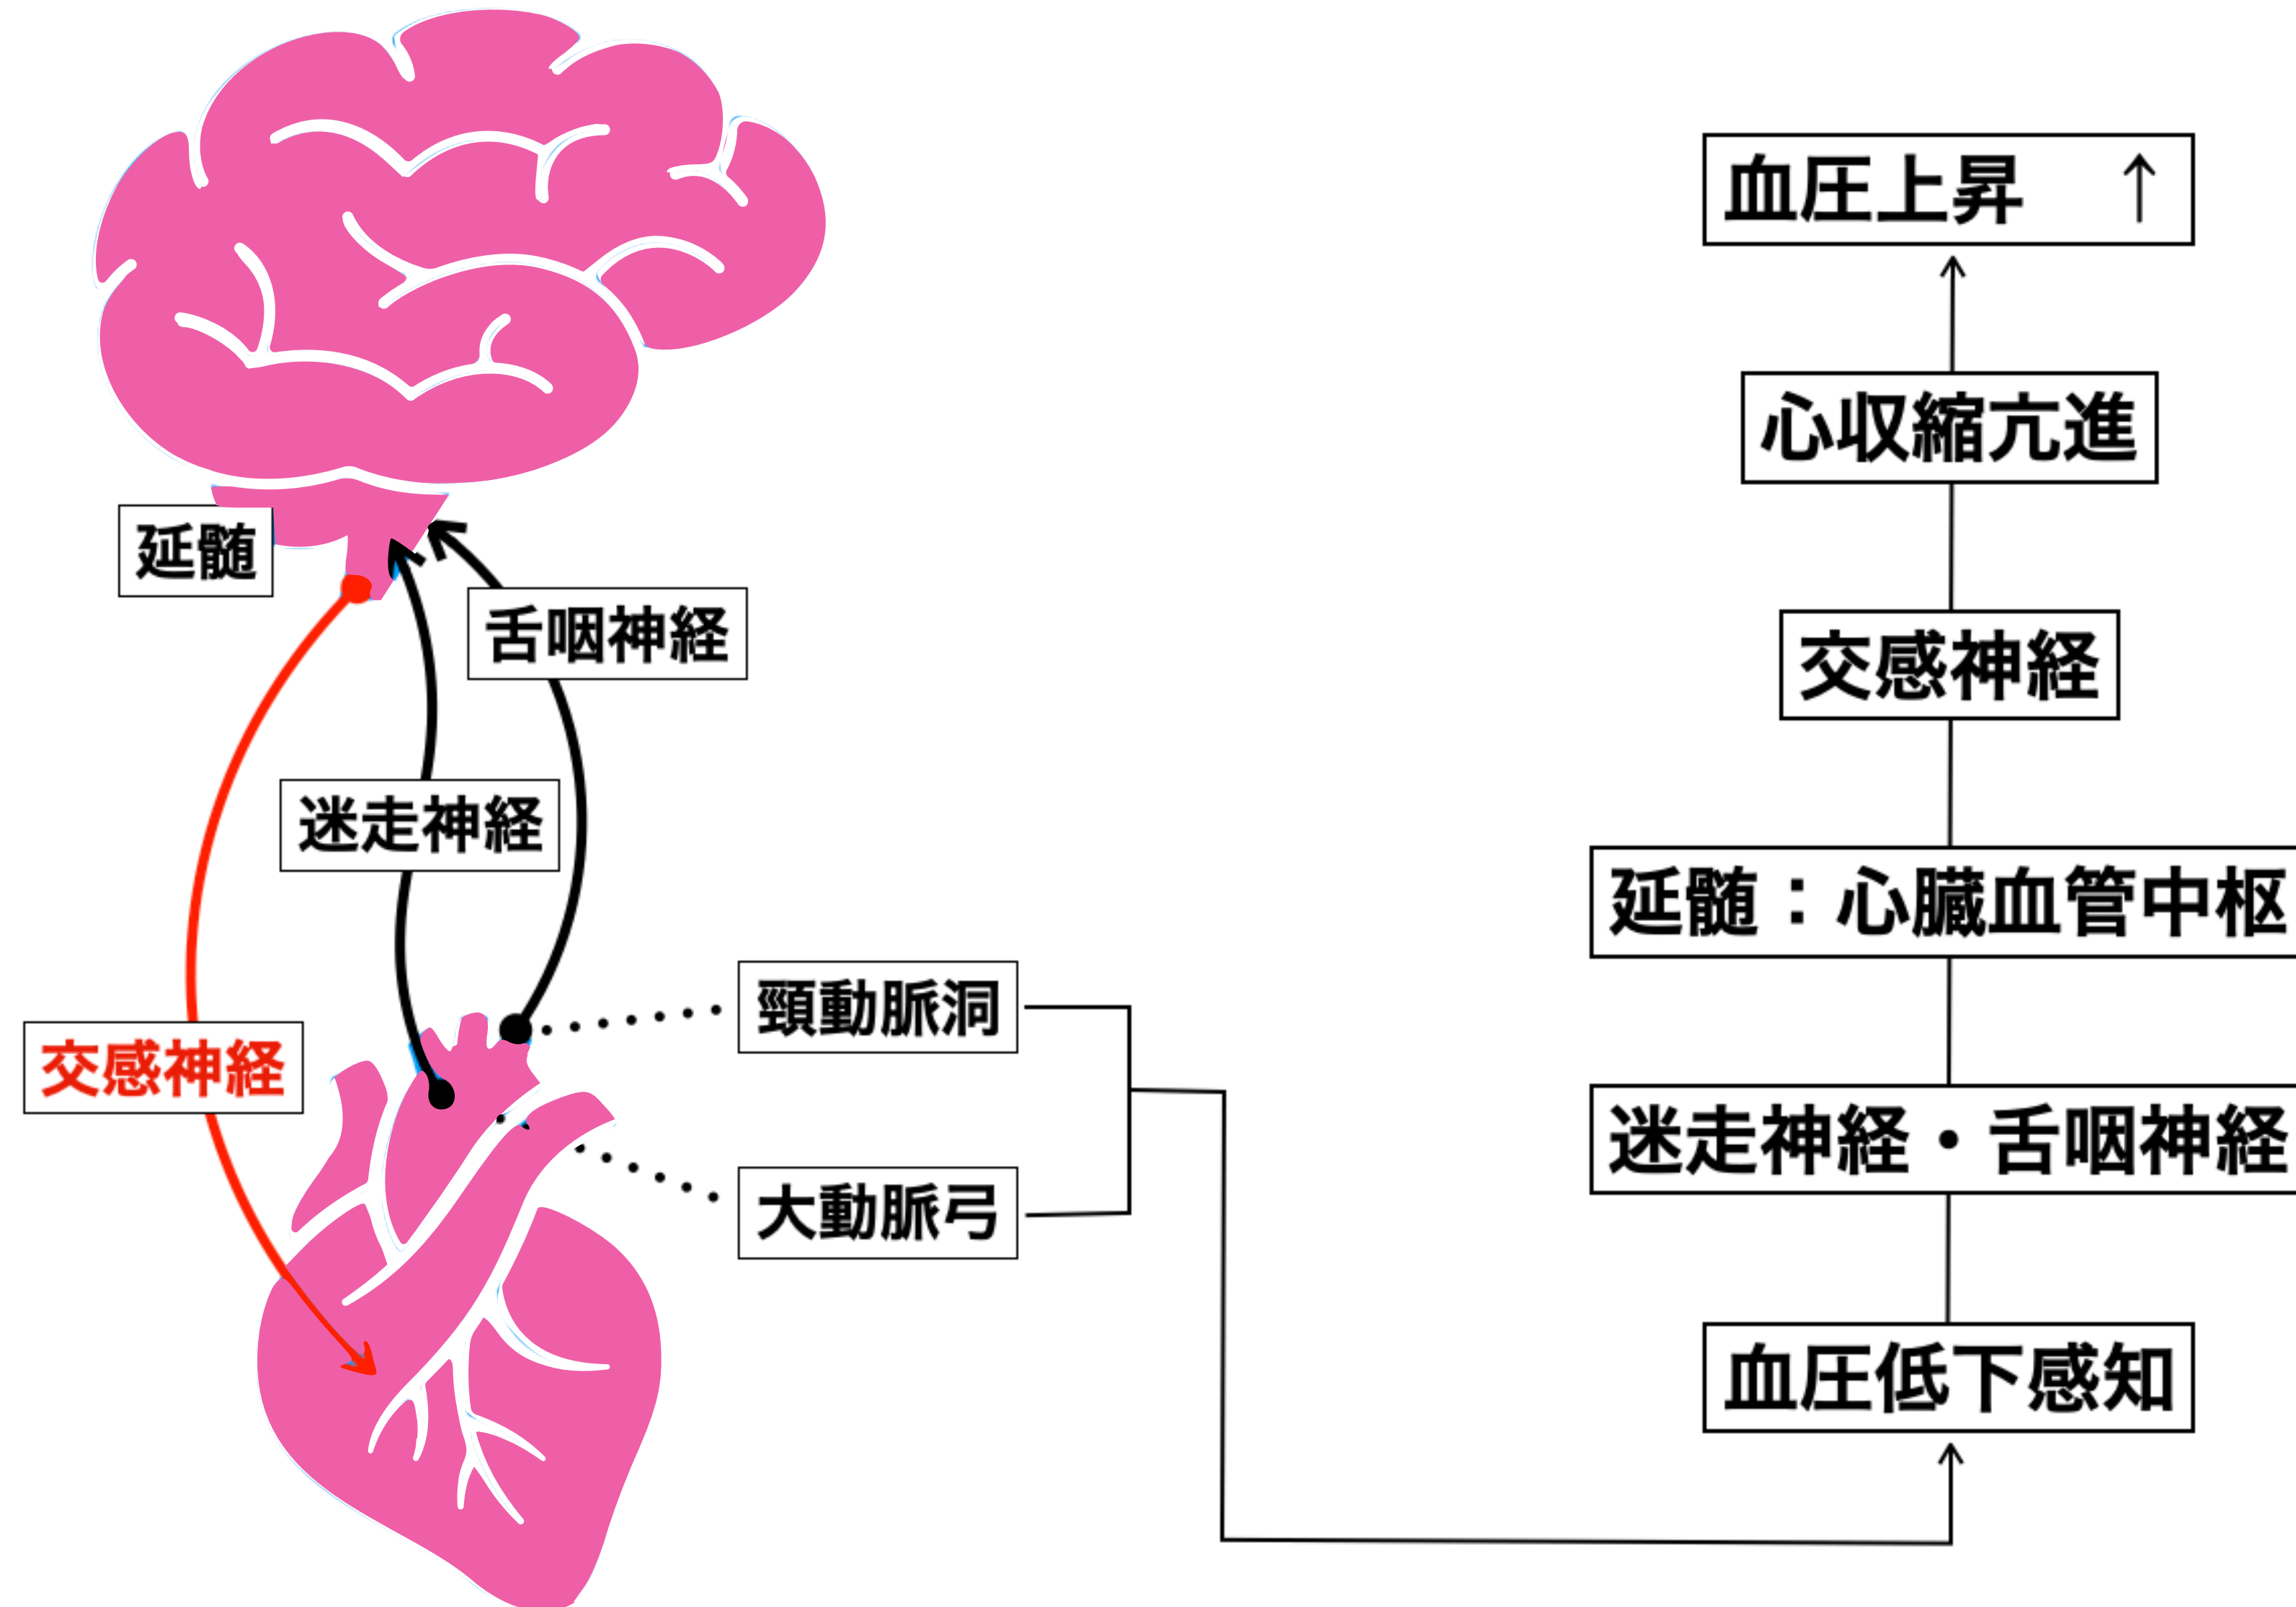 血圧上昇 ↑
心収縮亢進
延髄
舌咽神経
交感神経
迷走神経
延髄：心臓血管中枢
頸動脈洞
交感神経
迷走神経・舌咽神経
大動脈弓
血圧低下感知